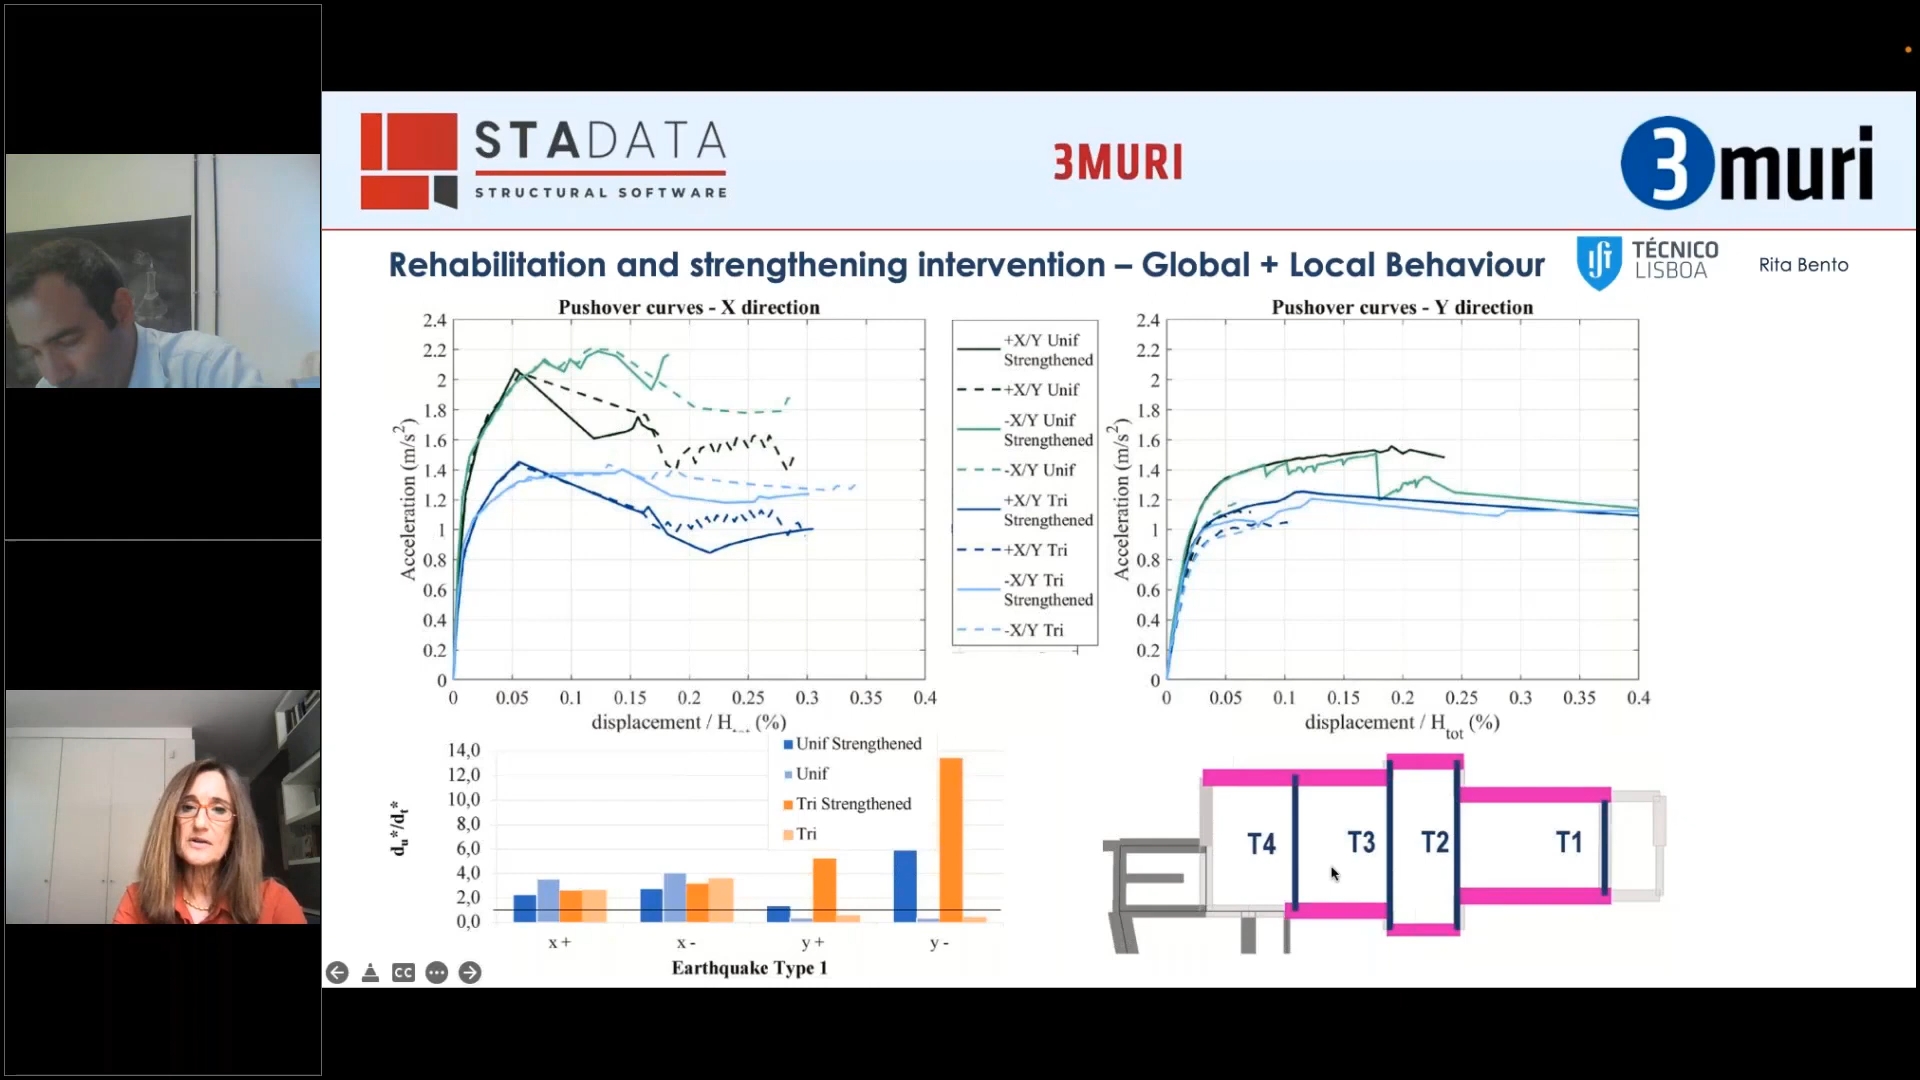 STADATA
STRUCTURAL SOFTWARE
3MURI
3muri
Rehabilitation and strengthening intervention – Global + Local Behaviour
TÉCNICO
LISBOA
Rita Bento
Pushover curves - X direction
2.4
2.2
2
1.8
1.6
1.4
1.2
1
0.8
0.6
0.4
0.2
0
Acceleration (m/s²)
0 0.05 0.1 0.15 0.2 0.25 0.3 0.35 0.4
displacement / H (%)
+X/Y Unif
Strengthened
+X/Y Unif
-X/Y Unif
Strengthened
-X/Y Unif
+X/Y Tri
Strengthened
+X/Y Tri
-X/Y Tri
Strengthened
-X/Y Tri
Pushover curves - Y direction
2.4
2.2
2
1.8
1.6
1.4
1.2
1
0.8
0.6
0.4
0.2
0
Acceleration (m/s²)
0 0.05 0.1 0.15 0.2 0.25 0.3 0.35 0.4
displacement / Htot (%)
Unif Strengthened
Unif
Tri Strengthened
Tri
14,0
12,0
10,0
8,0
6,0
4,0
2,0
0,0
du*/dt*
x + x - y + y -
Earthquake Type 1
T4 T3 T2 T1
CC